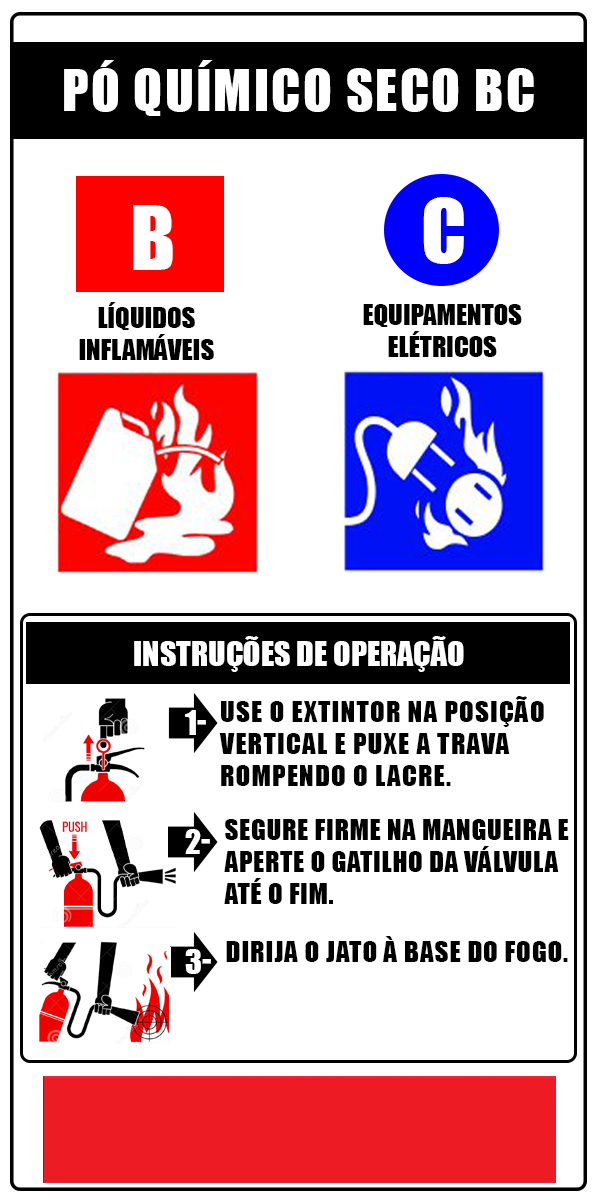 PÓ QUÍMICO SECO BC
B
C
LÍQUIDOS
INFLAMÁVEIS
EQUIPAMENTOS
ELÉTRICOS
INSTRUÇÕES DE OPERAÇÃO
1-
USE O EXTINTOR NA POSIÇÃO
VERTICAL E PUXE A TRAVA
ROMPENDO O LACRE.
PUSH
2-
SEGURE FIRME NA MANGUEIRA E
APERTE O GATILHO DA VÁLVULA
ATÉ O FIM.
3-
DIRIJA O JATO À BASE DO FOGO.